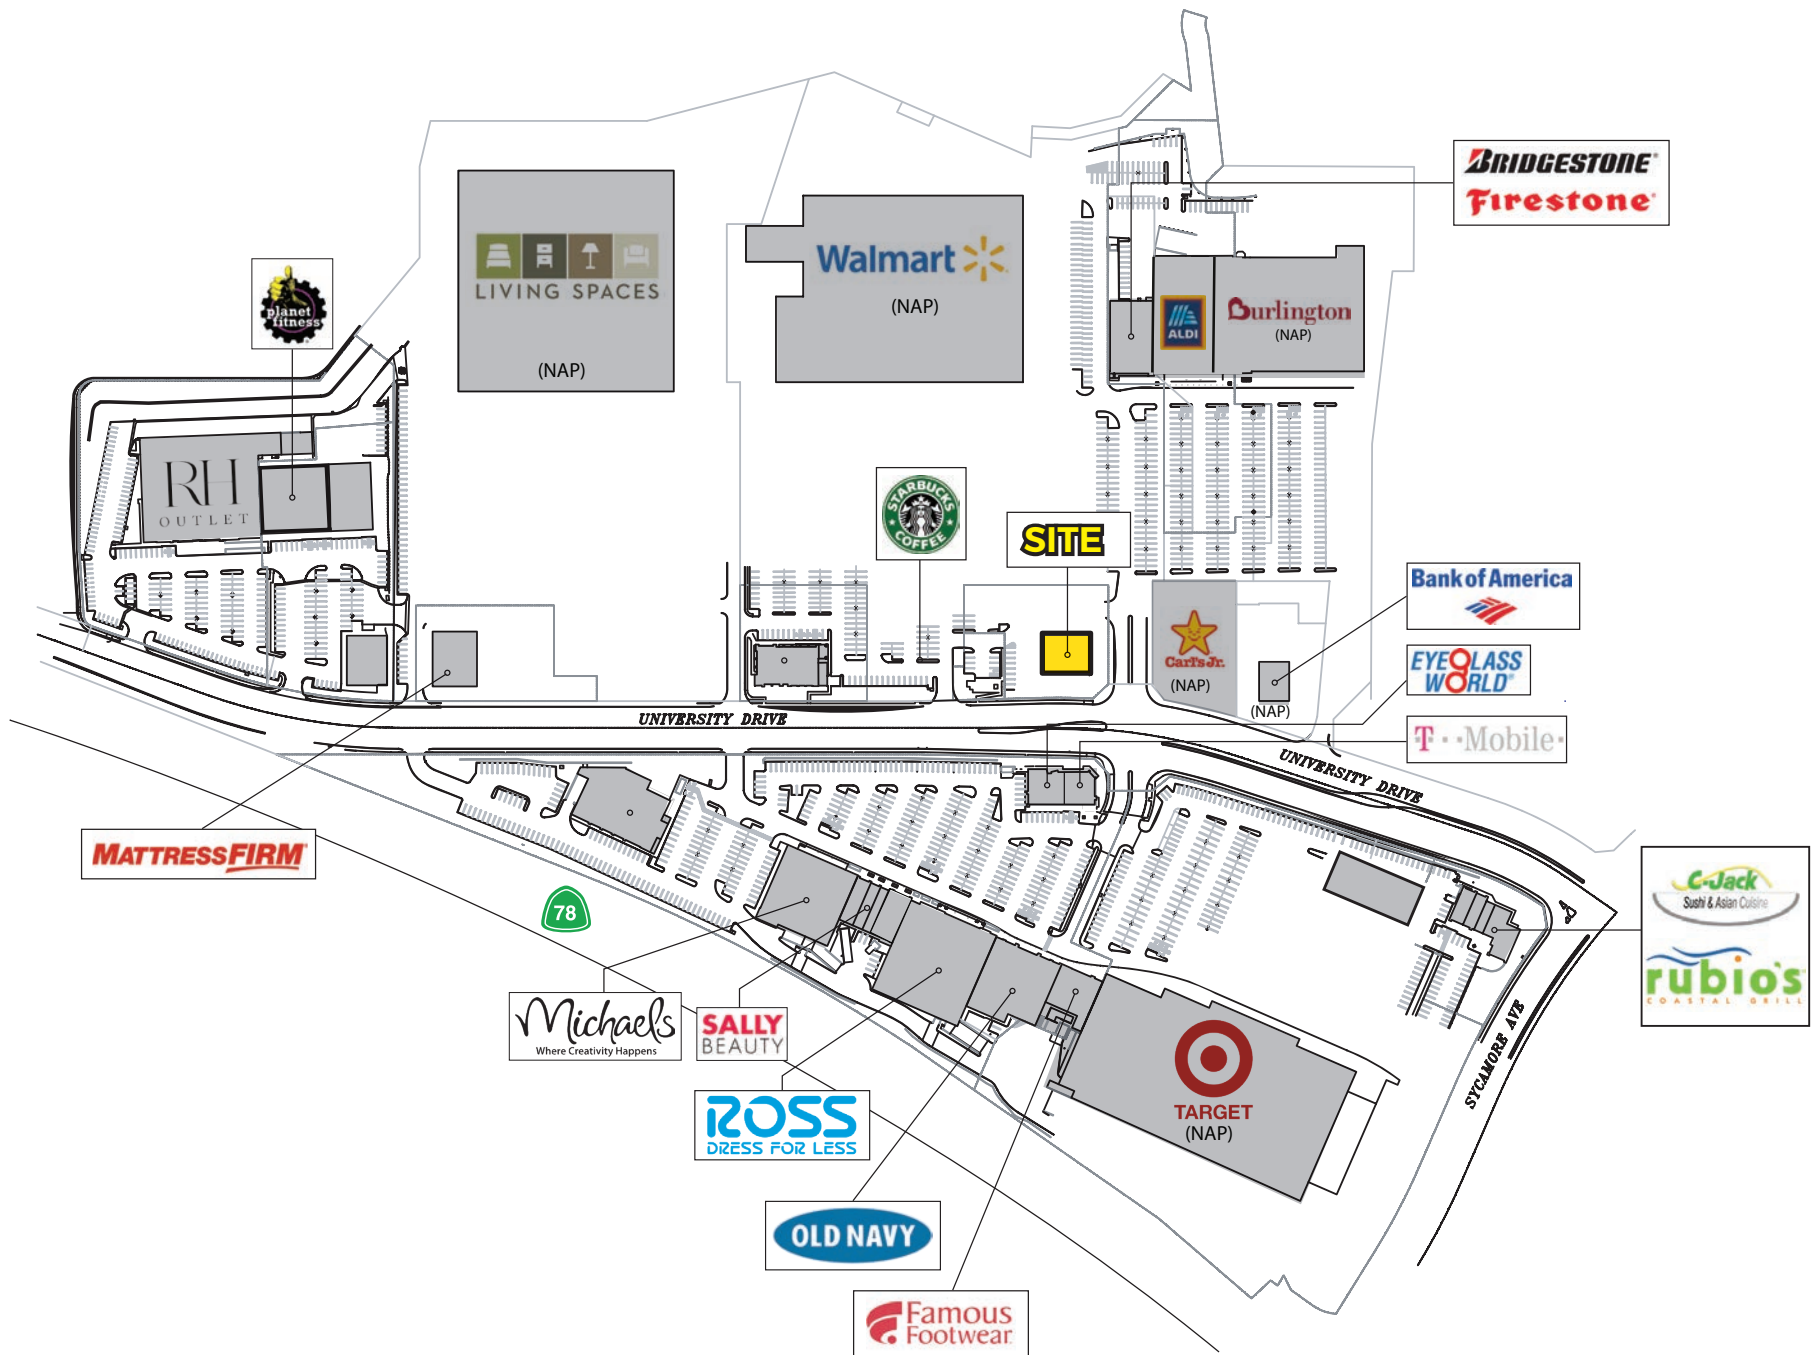 BRIDGESTONE
Firestone
planet fitness
LIVING SPACES
(NAP)
Walmart
(NAP)
ALDI
Burlington
(NAP)
RH
OUTLET
STARBUCKS
COFFEE
SITE
Carl's Jr.
(NAP)
Bank of America
(NAP)
EYEGLASS
WORLD
T··Mobile·
UNIVERSITY DRIVE
UNIVERSITY DRIVE
MATTRESSFIRM
78
C-Jack
Sushi & Asian Cuisine
rubio's
COASTAL GRILL
Michaels
Where Creativity Happens
SALLY
BEAUTY
ROSS
DRESS FOR LESS
TARGET
(NAP)
SYCAMORE AVE
OLD NAVY
Famous
Footwear